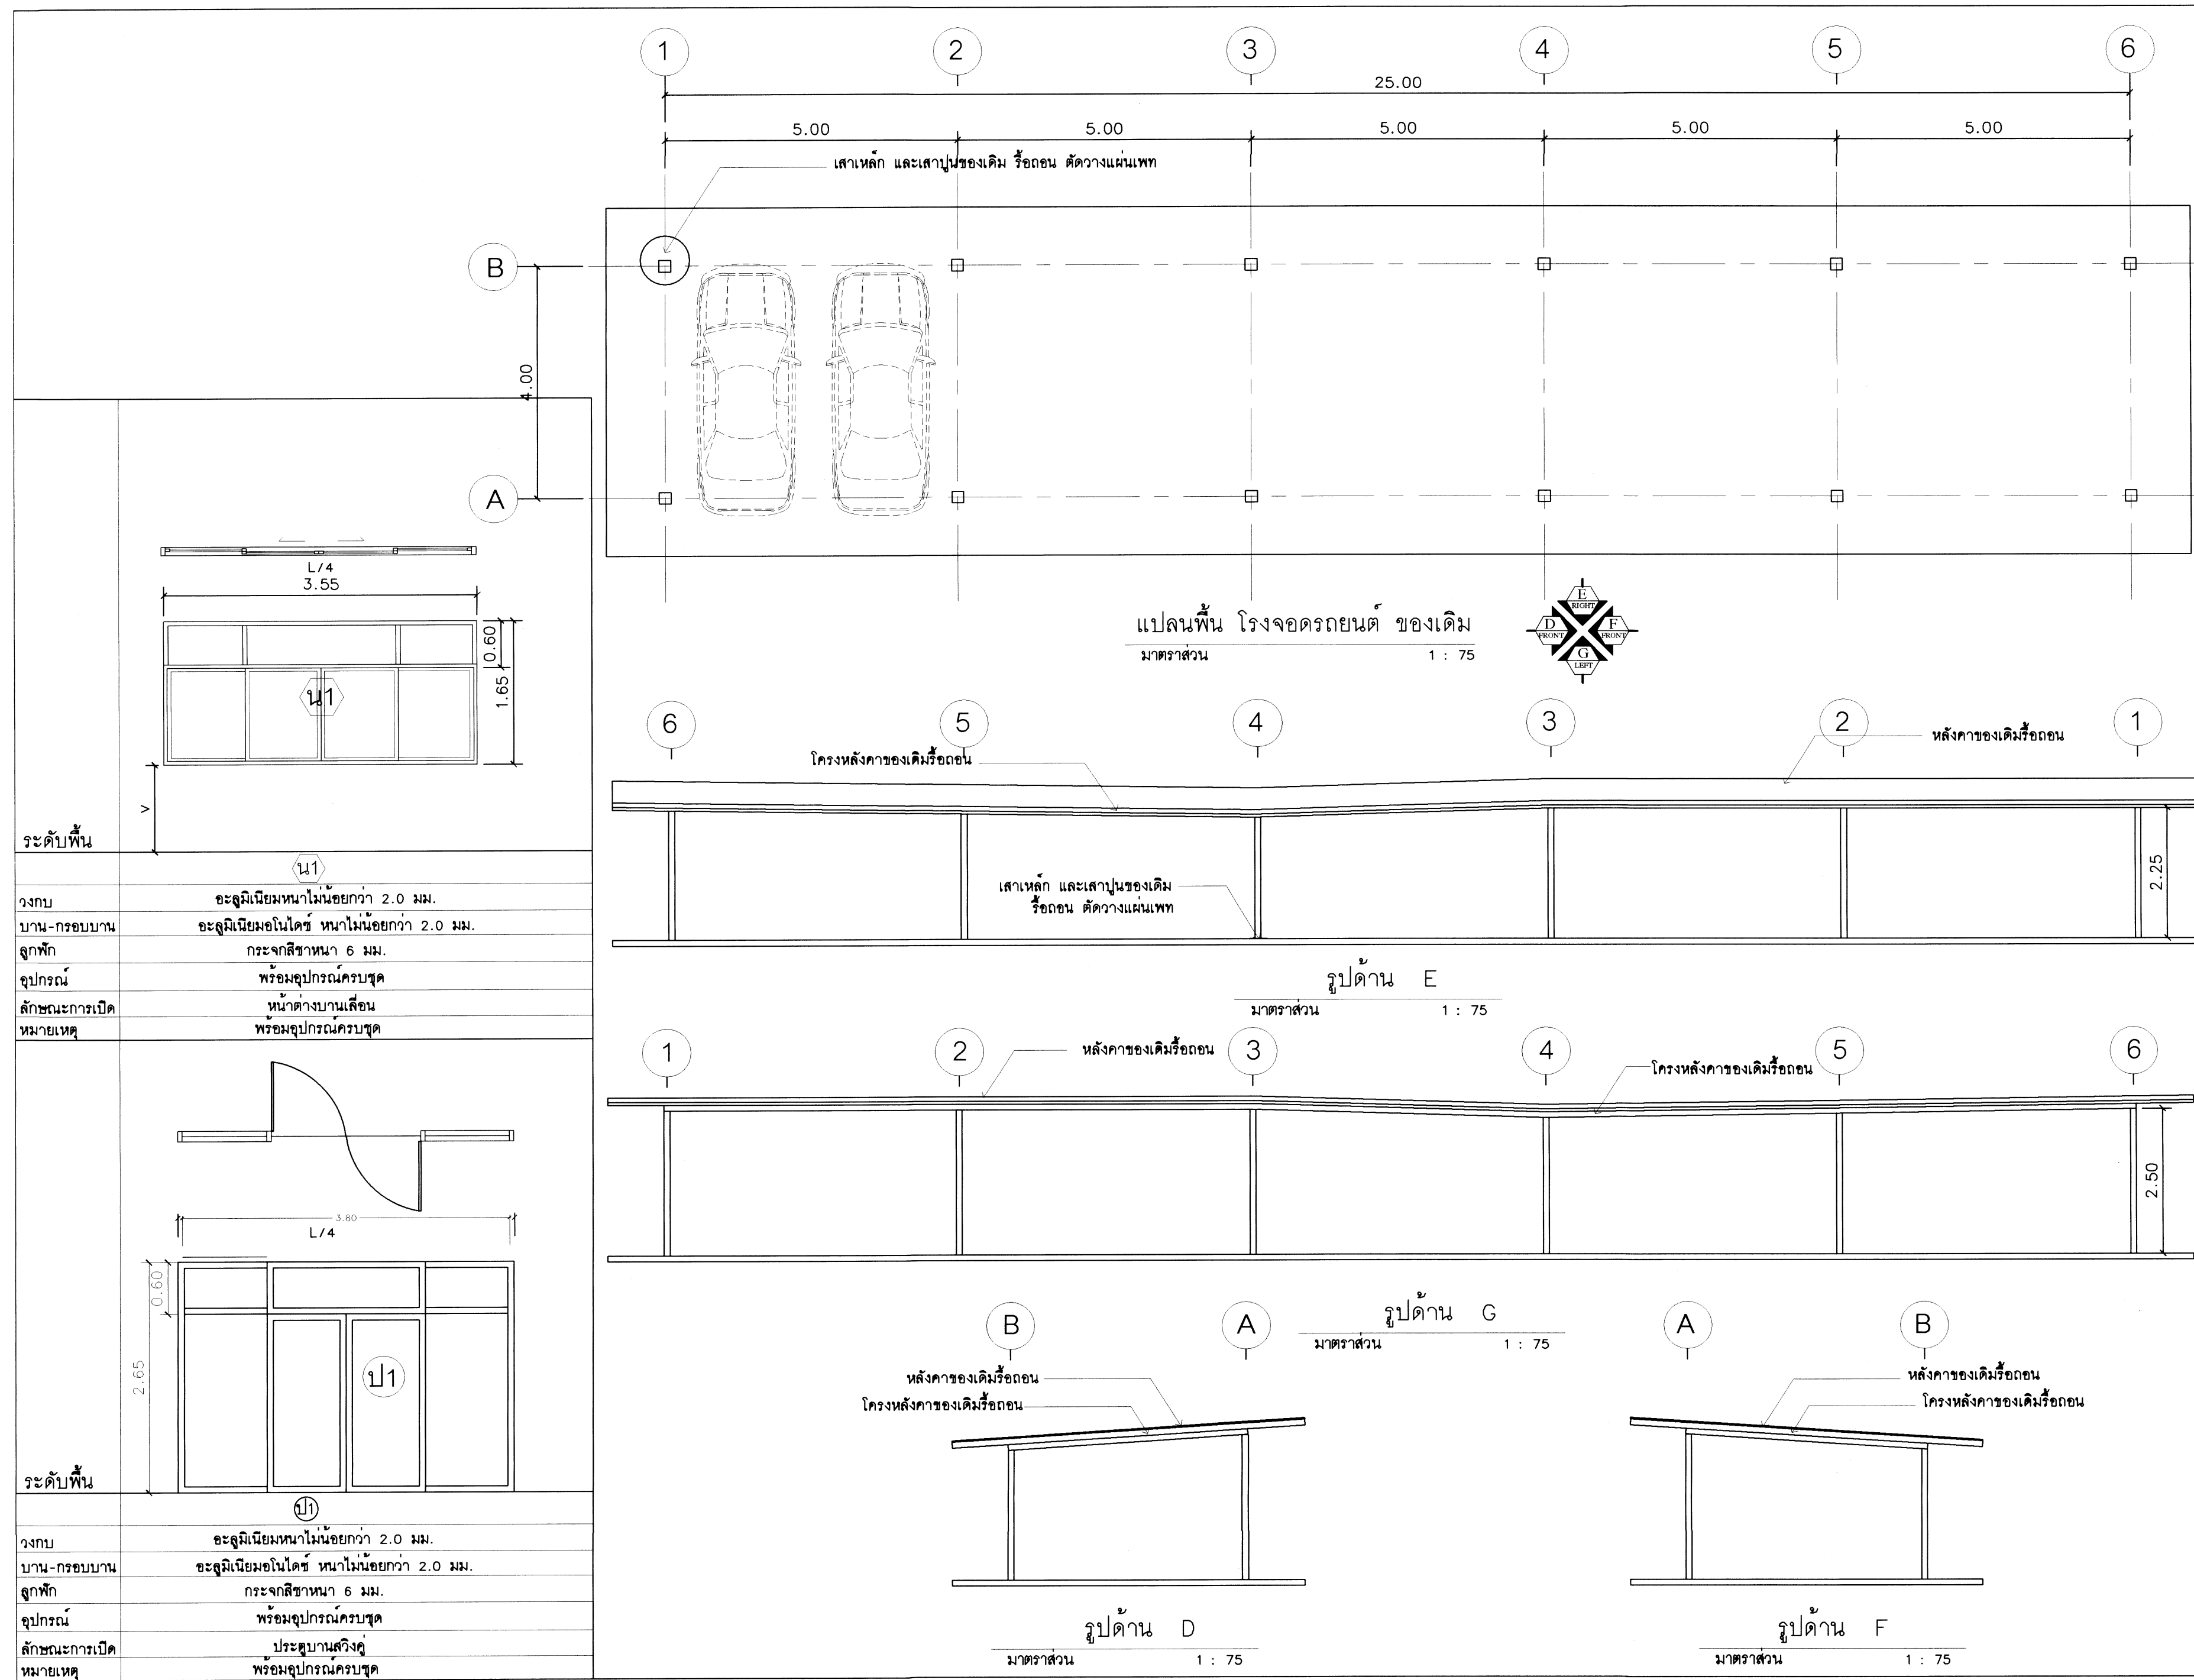 1 2 3 4 5 6
25.00
5.00 5.00 5.00 5.00 5.00
เสาเหล็ก และเสาปูนของเดิม รื้อถอน ตัดวางแผ่นเพท
B
4.00
A
แปลนพื้น โรงจอดรถยนต์ ของเดิม
มาตราส่วน 1 : 75
E
RIGHT
D
FRONT
F
FRONT
G
LEFT
L/4
3.55
0.60
1.65
น1
v
ระดับพื้น
น1
วงกบ อะลูมิเนียมหนาไม่น้อยกว่า 2.0 มม.
บาน-กรอบบาน อะลูมิเนียมอโนไดซ์ หนาไม่น้อยกว่า 2.0 มม.
ลูกฟัก กระจกสีชาหนา 6 มม.
อุปกรณ์ พร้อมอุปกรณ์ครบชุด
ลักษณะการเปิด หน้าต่างบานเลื่อน
หมายเหตุ พร้อมอุปกรณ์ครบชุด
3.80
L/4
0.60
2.65
ป1
ระดับพื้น
ป1
วงกบ อะลูมิเนียมหนาไม่น้อยกว่า 2.0 มม.
บาน-กรอบบาน อะลูมิเนียมอโนไดซ์ หนาไม่น้อยกว่า 2.0 มม.
ลูกฟัก กระจกสีชาหนา 6 มม.
อุปกรณ์ พร้อมอุปกรณ์ครบชุด
ลักษณะการเปิด ประตูบานสวิงคู่
หมายเหตุ พร้อมอุปกรณ์ครบชุด
6 5 4 3 2 1
หลังคาของเดิมรื้อถอน
โครงหลังคาของเดิมรื้อถอน
เสาเหล็ก และเสาปูนของเดิม
รื้อถอน ตัดวางแผ่นเพท
2.25
รูปด้าน E
มาตราส่วน 1 : 75
1 2 3 4 5 6
หลังคาของเดิมรื้อถอน
โครงหลังคาของเดิมรื้อถอน
2.50
รูปด้าน G
มาตราส่วน 1 : 75
B A
หลังคาของเดิมรื้อถอน
โครงหลังคาของเดิมรื้อถอน
รูปด้าน D
มาตราส่วน 1 : 75
A B
หลังคาของเดิมรื้อถอน
โครงหลังคาของเดิมรื้อถอน
รูปด้าน F
มาตราส่วน 1 : 75